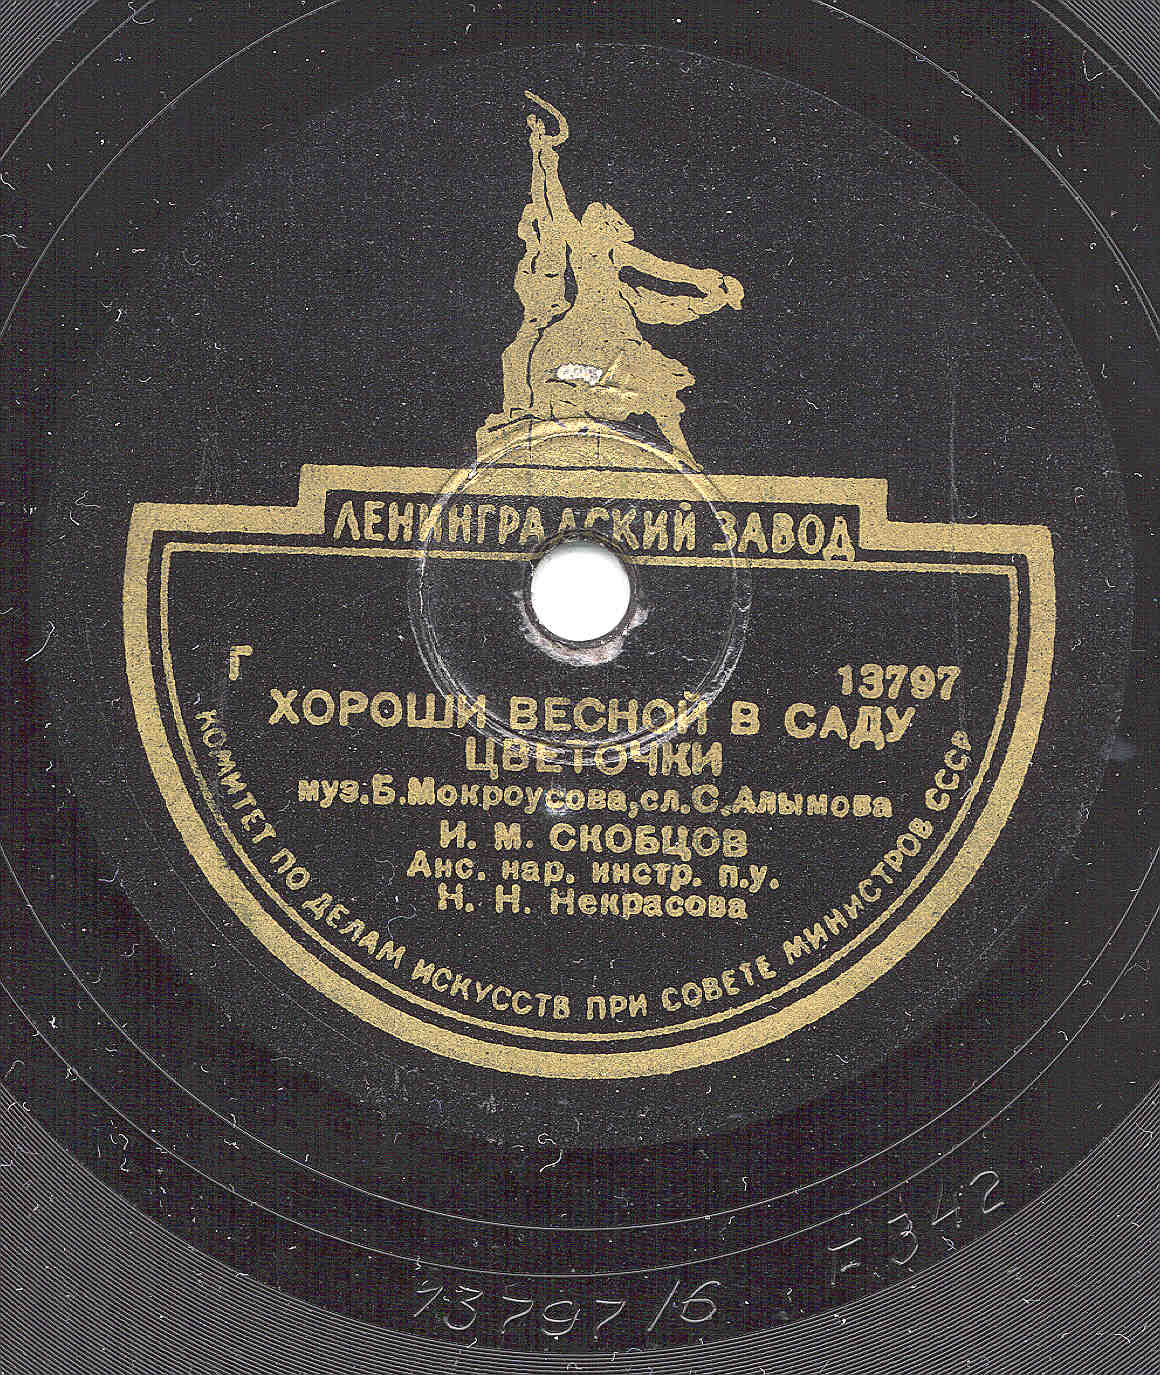 ЛЕНИНГРАДСКИЙ ЗАВОД
Г 13797
ХОРОШИ ВЕСНОЙ В САДУ
ЦВЕТОЧКИ
муз.Б.Мокроусова,сл.С.Алымова
И. М. СКОБЦОВ
Анс. нар. инстр. п.у.
Н. Н. Некрасова
КОМИТЕТ ПО ДЕЛАМ ИСКУССТВ ПРИ СОВЕТЕ МИНИСТРОВ СССР
13797/6
F.342